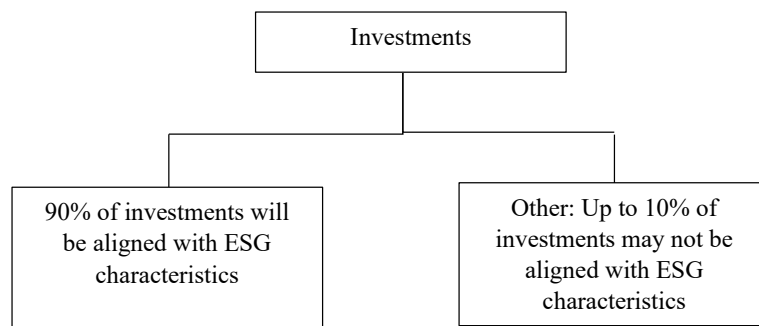 Investments
90% of investments will
be aligned with ESG
characteristics
Other: Up to 10% of
investments may not be
aligned with ESG
characteristics